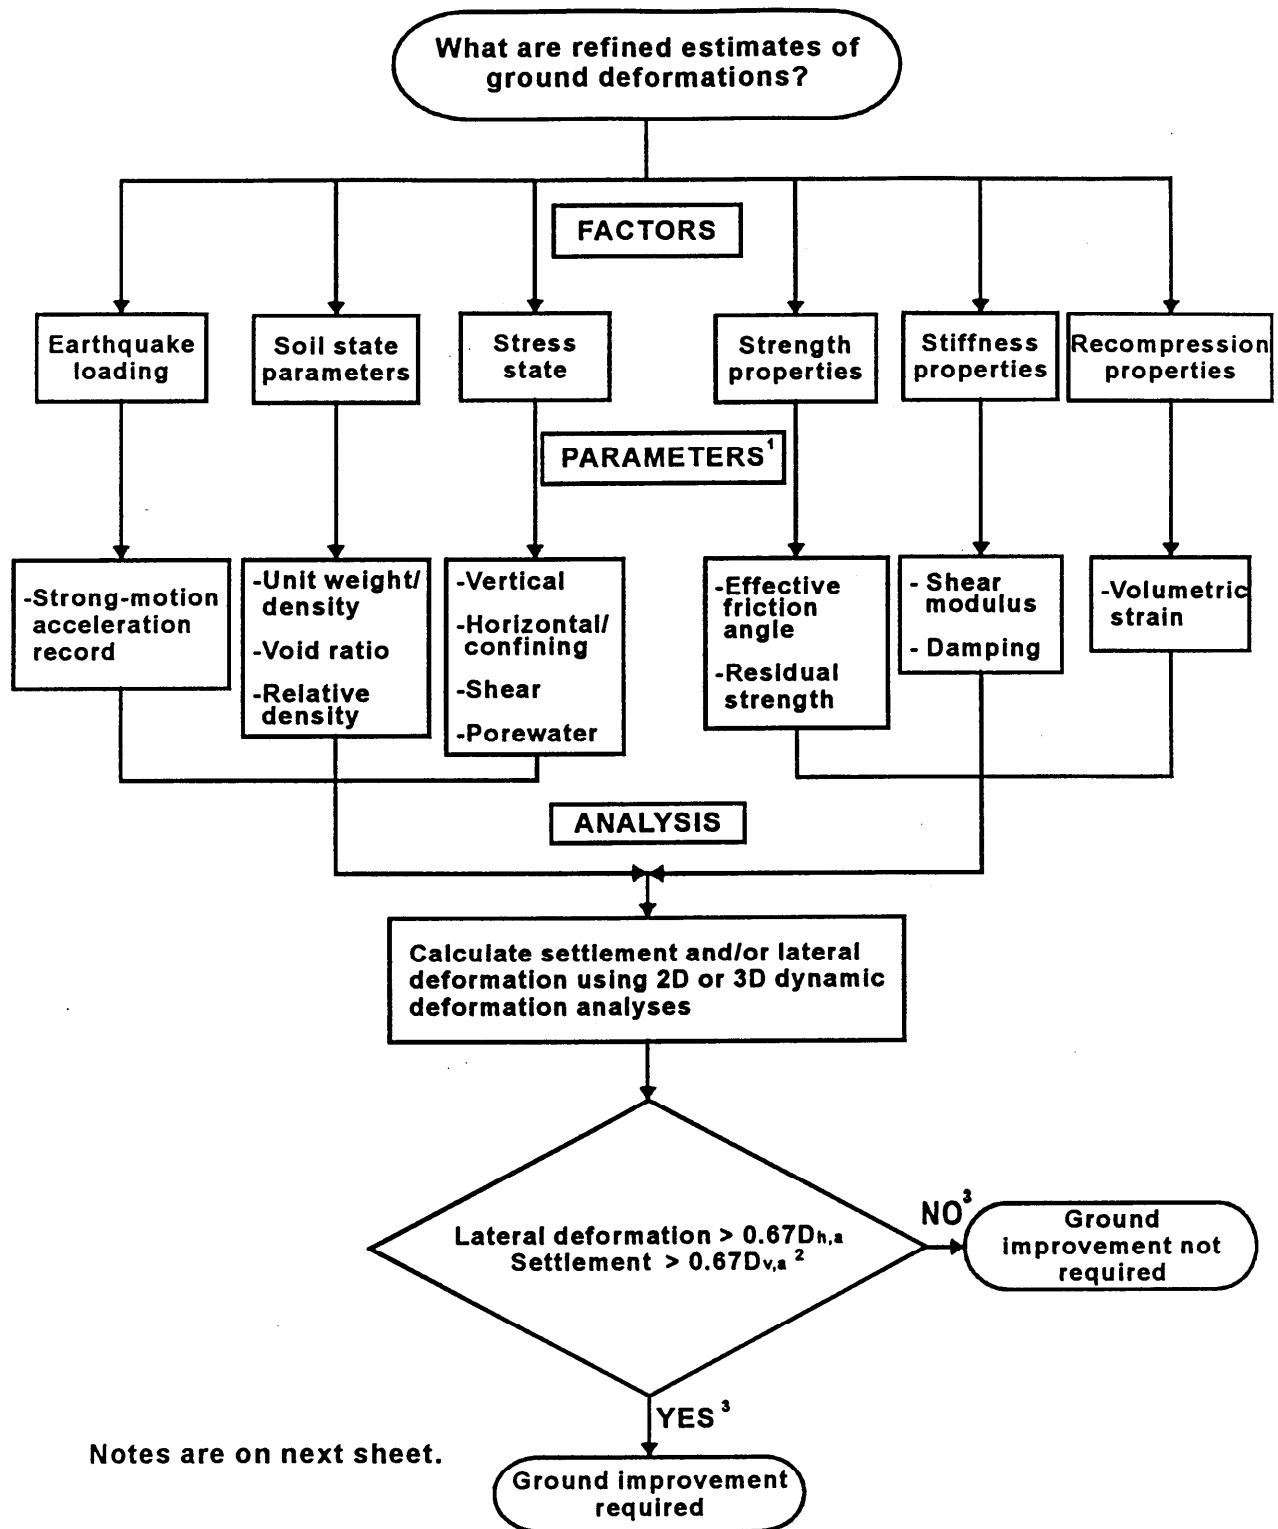 What are refined estimates of
ground deformations?
FACTORS
Earthquake
loading
Soil state
parameters
Stress
state
Strength
properties
Stiffness
properties
Recompression
properties
PARAMETERS¹
-Strong-motion
acceleration
record
-Unit weight/
density
-Void ratio
-Relative
density
-Vertical
-Horizontal/
confining
-Shear
-Porewater
-Effective
friction
angle
-Residual
strength
- Shear
modulus
- Damping
-Volumetric
strain
ANALYSIS
Calculate settlement and/or lateral
deformation using 2D or 3D dynamic
deformation analyses
Lateral deformation > 0.67Dh,a
Settlement > 0.67Dv,a ²
NO³
Ground
improvement not
required
YES ³
Notes are on next sheet.
Ground improvement
required